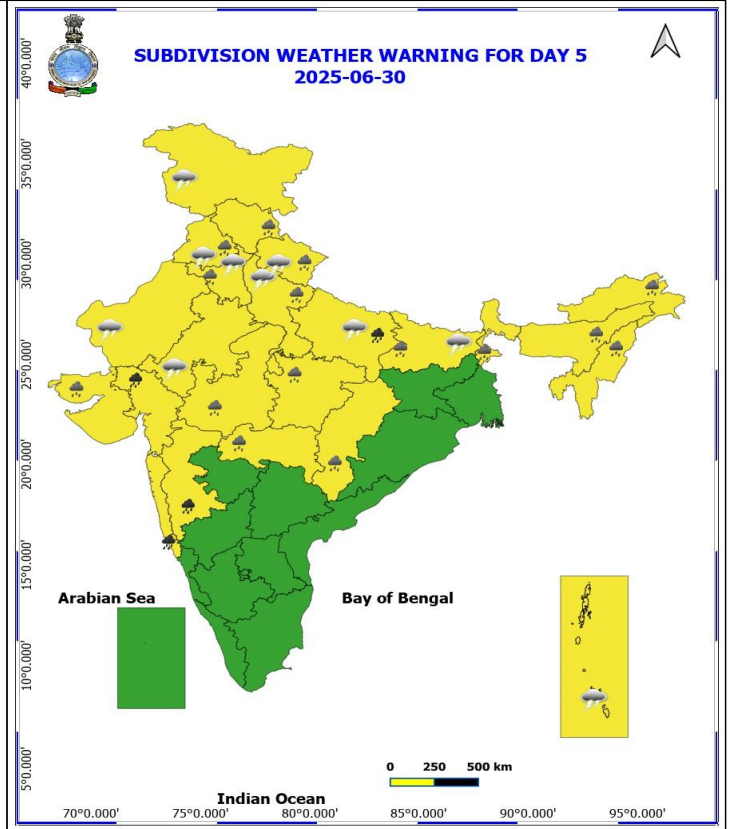 SUBDIVISION WEATHER WARNING FOR DAY 5
2025-06-30
40°0.000'
35°0.000'
30°0.000'
25°0.000'
20°0.000'
15°0.000'
10°0.000'
5°0.000'
Arabian Sea
Bay of Bengal
0 250 500 km
Indian Ocean
70°0.000' 75°0.000' 80°0.000' 85°0.000' 90°0.000' 95°0.000'